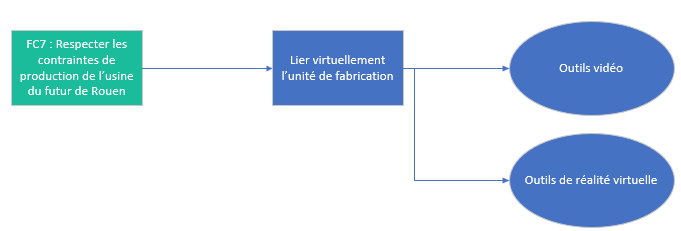 FC7 : Respecter les
contraintes de
production de l'usine
du futur de Rouen
Lier virtuellement
l'unité de fabrication
Outils vidéo
Outils de réalité virtuelle